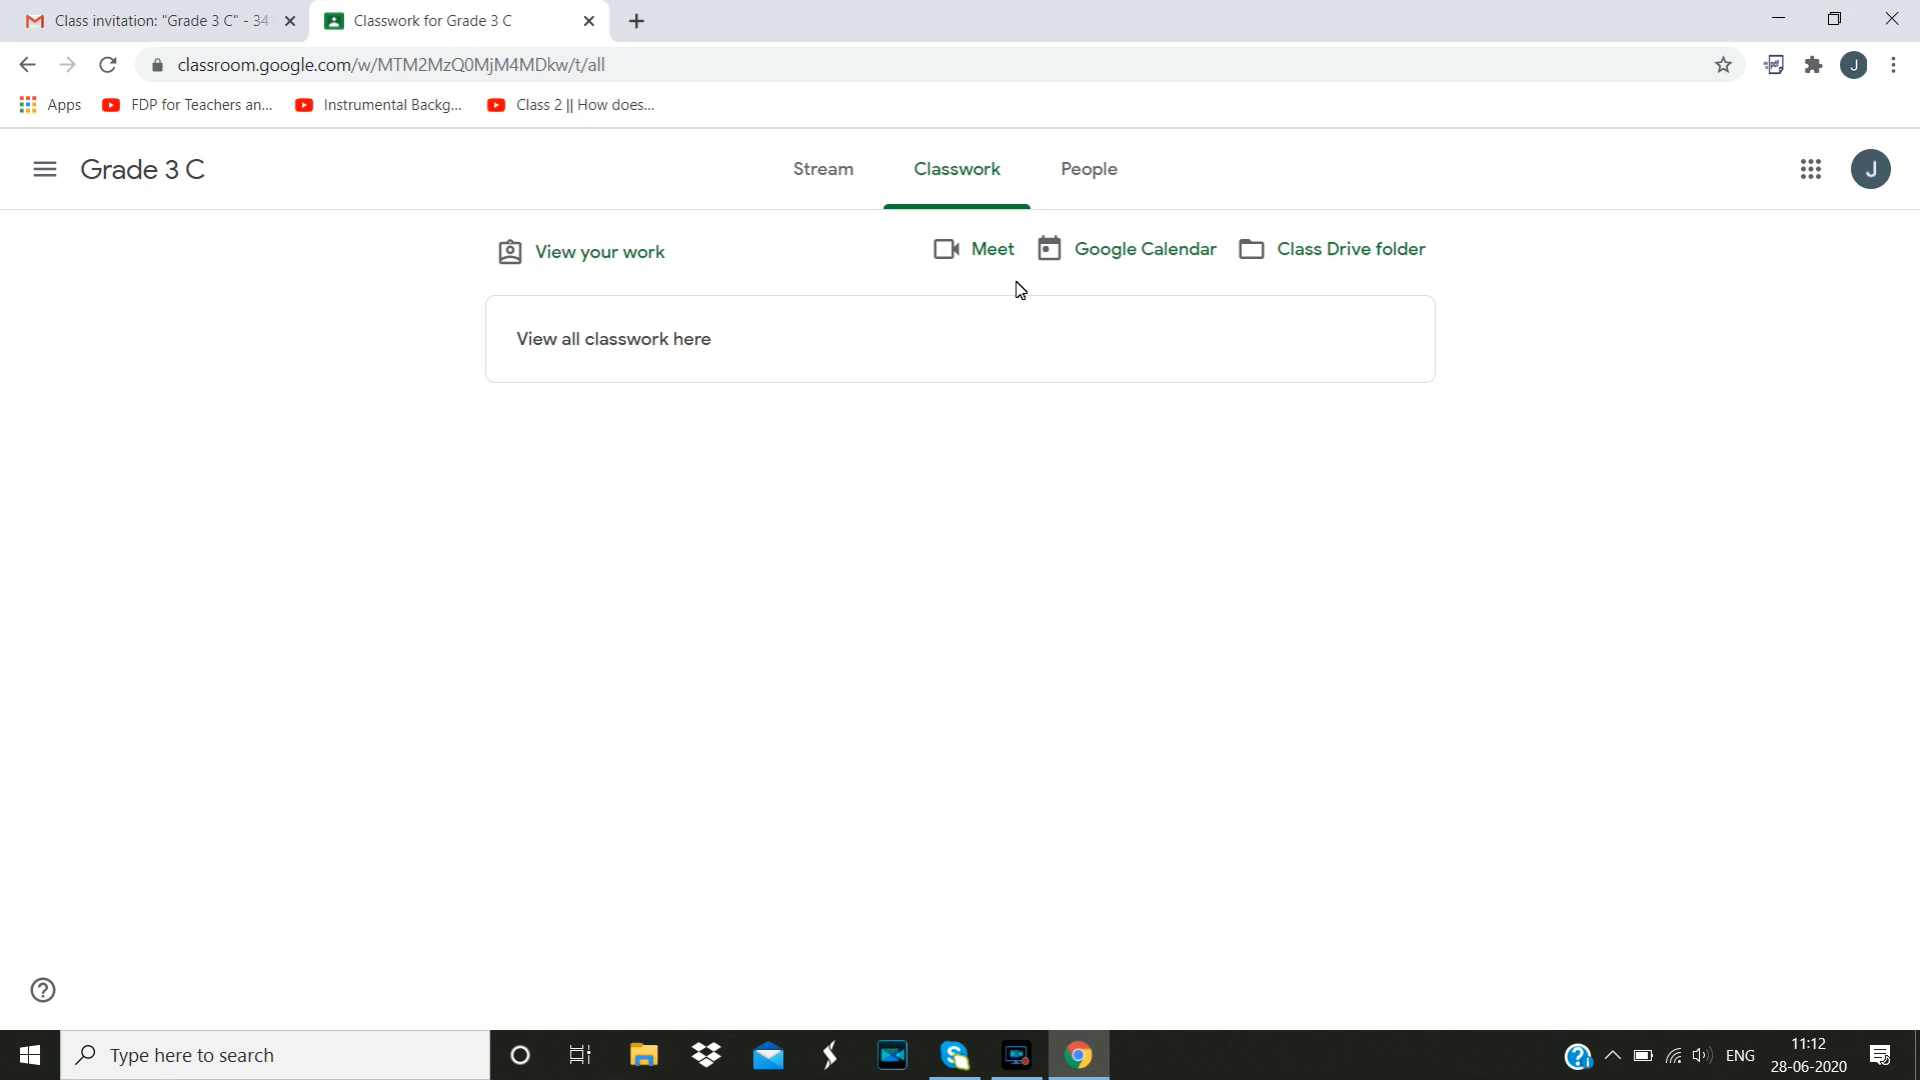 Class invitation: "Grade 3 C" - 34
Classwork for Grade 3 C
classroom.google.com/w/MTM2MzQ0MjM4MDkw/t/all
J
Apps
FDP for Teachers an...
Instrumental Backg...
Class 2 || How does...
Grade 3 C
Stream
Classwork
People
J
View your work
Meet
Google Calendar
Class Drive folder
View all classwork here
Type here to search
ENG
11:12
28-06-2020